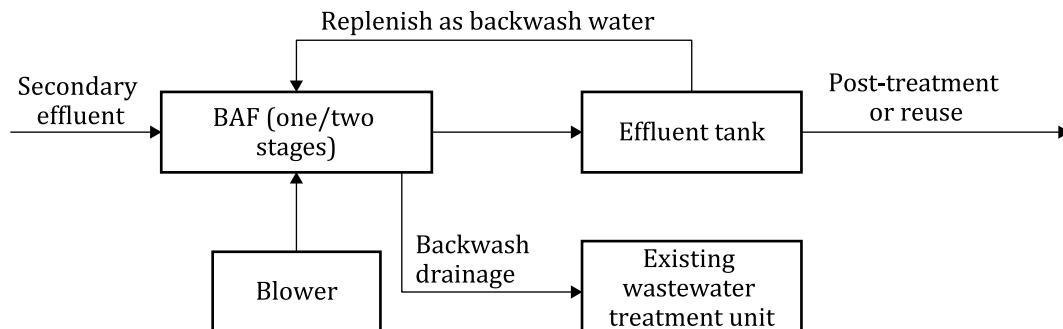 Replenish as backwash water
Secondary
effluent
BAF (one/two
stages)
Effluent tank
Post-treatment
or reuse
Blower
Backwash
drainage
Existing
wastewater
treatment unit